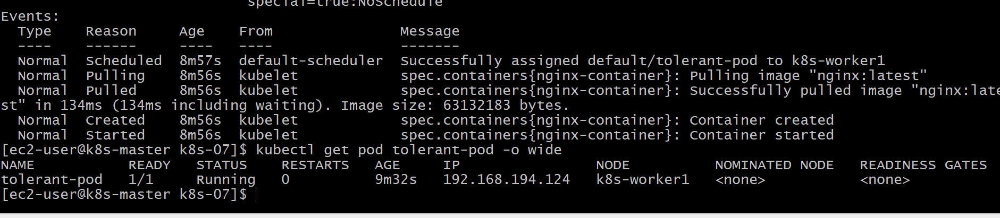 special=true:NoSchedule
Events:
  Type    Reason     Age    From               Message
  ----    ------     ----   ----               -------
  Normal  Scheduled  8m57s  default-scheduler  Successfully assigned default/tolerant-pod to k8s-worker1
  Normal  Pulling    8m56s  kubelet            spec.containers{nginx-container}: Pulling image "nginx:latest"
  Normal  Pulled     8m56s  kubelet            spec.containers{nginx-container}: Successfully pulled image "nginx:late
st" in 134ms (134ms including waiting). Image size: 63132183 bytes.
  Normal  Created    8m56s  kubelet            spec.containers{nginx-container}: Container created
  Normal  Started    8m56s  kubelet            spec.containers{nginx-container}: Container started
[ec2-user@k8s-master k8s-07]$ kubectl get pod tolerant-pod -o wide
NAME           READY   STATUS    RESTARTS   AGE     IP                NODE          NOMINATED NODE   READINESS GATES
tolerant-pod   1/1     Running   0          9m32s   192.168.194.124   k8s-worker1   <none>           <none>
[ec2-user@k8s-master k8s-07]$